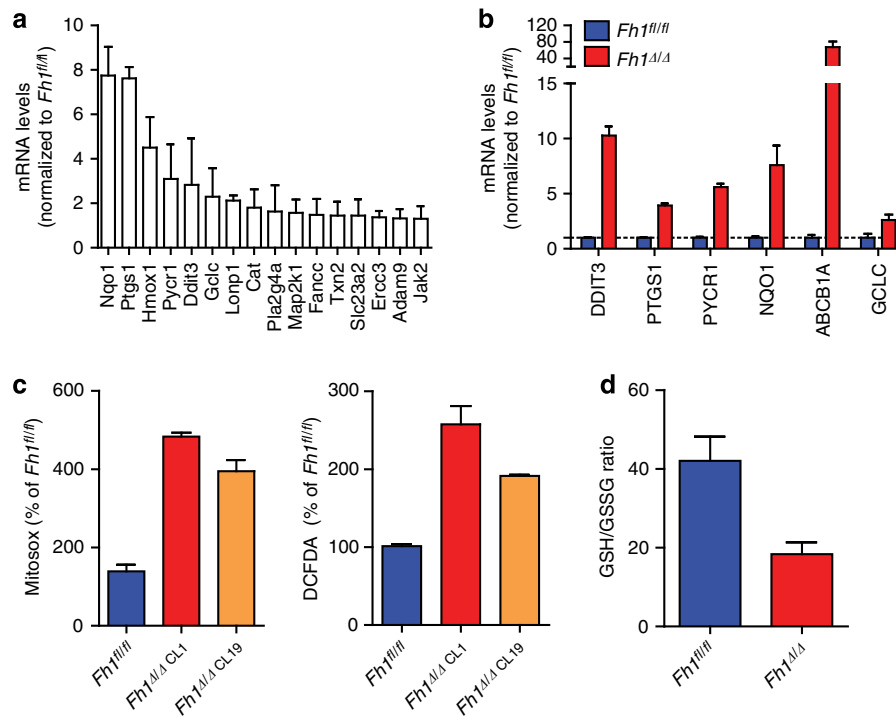 a
mRNA levels
(normalized to Fh1fl/fl)
10
8
6
4
2
0
Nqo1
Ptgs1
Hmox1
Pycr1
Ddit3
Gclc
Lonp1
Cat
Pla2g4a
Map2k1
Fancc
Txn2
Slc23a2
Ercc3
Adam9
Jak2
b
mRNA levels
(normalized to Fh1fl/fl)
120
80
40
15
10
5
0
Fh1fl/fl
Fh1Δ/Δ
DDIT3
PTGS1
PYCR1
NQO1
ABCB1A
GCLC
c
Mitosox (% of Fh1fl/fl)
600
400
200
0
Fh1fl/fl
Fh1Δ/Δ CL1
Fh1Δ/Δ CL19
DCFDA (% of Fh1fl/fl)
300
200
100
0
Fh1fl/fl
Fh1Δ/Δ CL1
Fh1Δ/Δ CL19
d
GSH/GSSG ratio
60
40
20
0
Fh1fl/fl
Fh1Δ/Δ